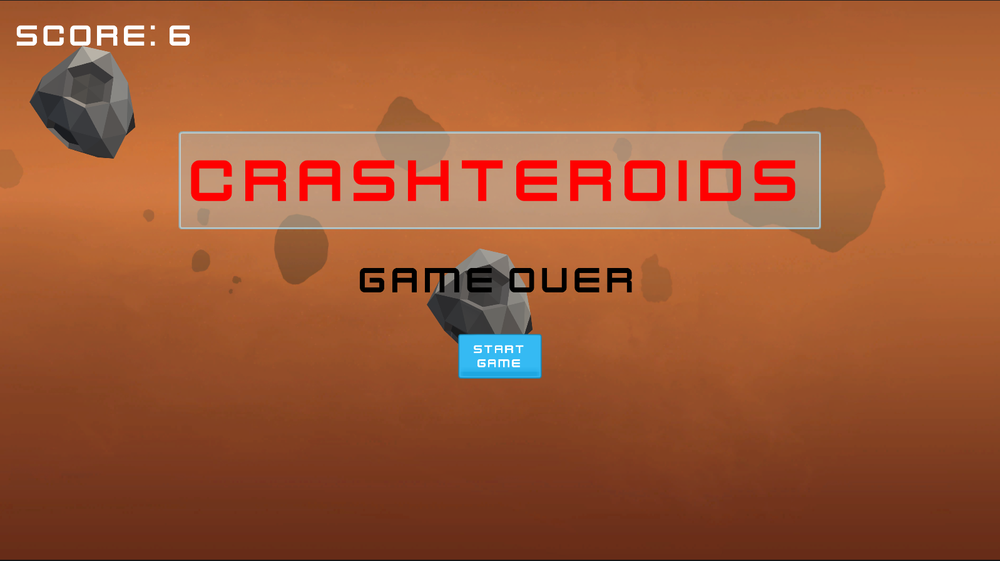 SCORE: 6
CRASHTEROIDS
GAME OVER
START
GAME